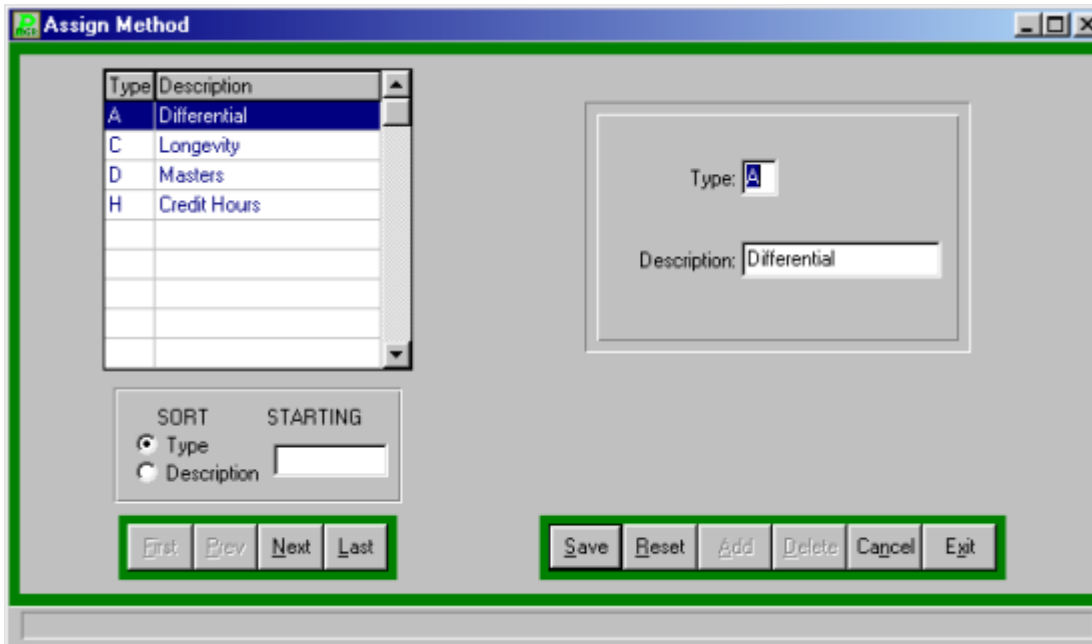 Assign Method
Type Description
A Differential
C Longevity
D Masters
H Credit Hours
Type: A
Description: Differential
SORT STARTING
Type
Description
First Prev Next Last
Save Reset Add Delete Cancel Exit